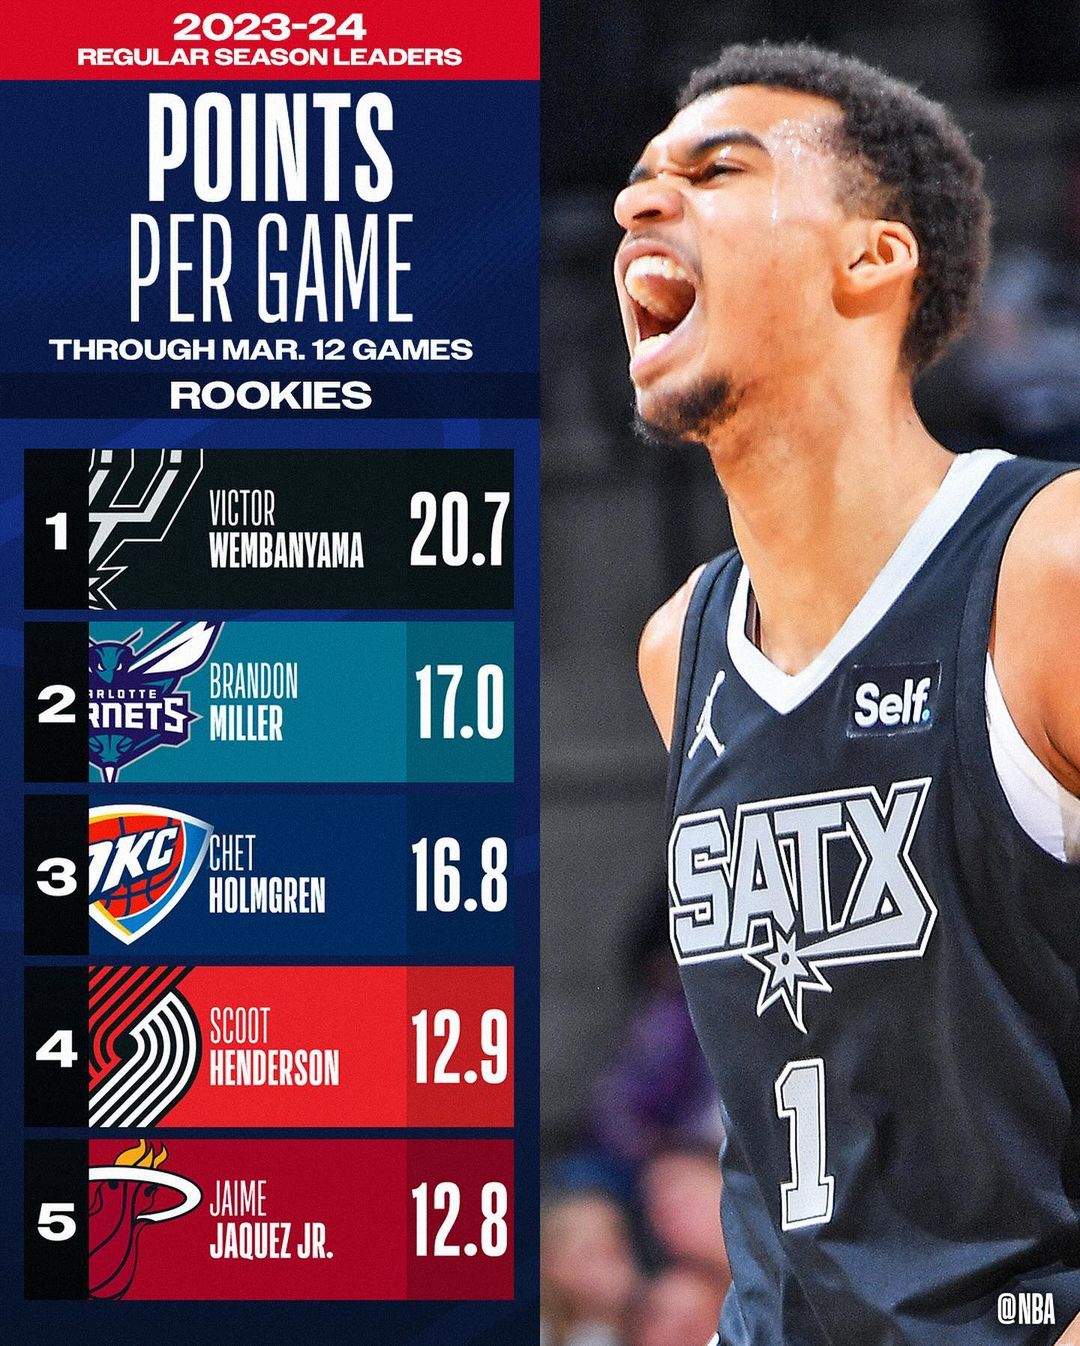 2023-24
REGULAR SEASON LEADERS
POINTS
PER GAME
THROUGH MAR. 12 GAMES
ROOKIES
1
VICTOR
WEMBANYAMA
20.7
2
ARLOTTE
RNETS
BRANDON
MILLER
17.0
3
OKC
CHET
HOLMGREN
16.8
4
SCOOT
HENDERSON
12.9
5
JAIME
JAQUEZ JR.
12.8
Self.
SATX
1
@NBA